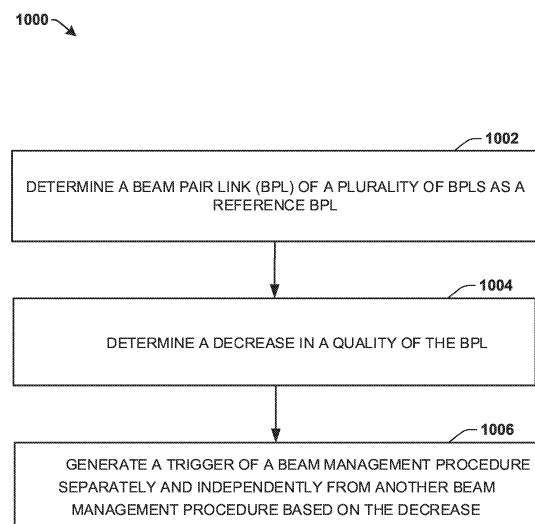 1000
1002
DETERMINE A BEAM PAIR LINK (BPL) OF A PLURALITY OF BPLS AS A
REFERENCE BPL
1004
DETERMINE A DECREASE IN A QUALITY OF THE BPL
1006
GENERATE A TRIGGER OF A BEAM MANAGEMENT PROCEDURE
SEPARATELY AND INDEPENDENTLY FROM ANOTHER BEAM
MANAGEMENT PROCEDURE BASED ON THE DECREASE